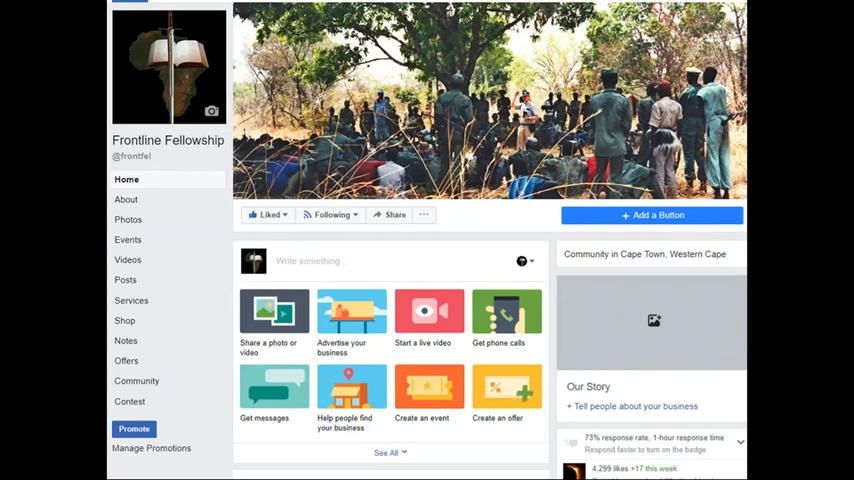 Frontline Fellowship
@frontfel
Home
About
Photos
Events
Videos
Posts
Services
Shop
Notes
Offers
Community
Contest
Promote
Manage Promotions
Liked
Following
Share
+ Add a Button
Write something...
Share a photo or
video
Advertise your
business
Start a live video
Get phone calls
Get messages
Help people find
your business
Create an event
Create an offer
See All
Community in Cape Town, Western Cape
Our Story
+ Tell people about your business
73% response rate, 1-hour response time
Respond faster to turn on the badge
4,299 likes +17 this week